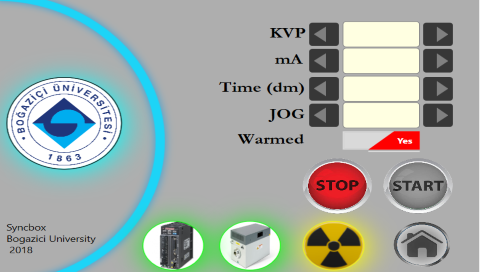 KVP
mA
Time (dm)
JOG
Warmed
Yes
BOĞAZİÇİ ÜNİVERSİTESİ
1863
STOP
START
Syncbox
Bogazici University
2018